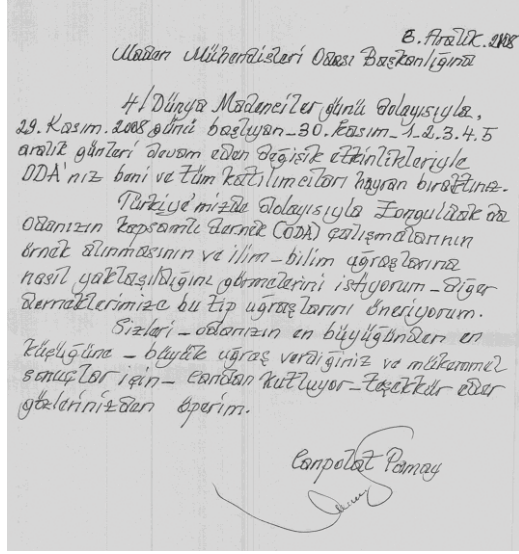 8. Aralık. 2008
Maden Mühendisleri Odası Başkanlığına
4/Dünya Madenciler günü dolayısıyla,
29. Kasım. 2008 günü başlıyan - 30. Kasım - 1-2.3.4.5
aralık günleri devam eden değişik etkinlikleriyle
ODA'nız beni ve tüm katılımcıları hayran bıraktınız.
Türkiye'mizde dolayısıyla Zonguldak da
Odanızın kapsamlı dernek (ODA) çalışmalarının
örnek alınmasının ve ilim-bilim uğraşlarına
nasıl yaklaşıldığını görmelerini istiyorum - diğer
derneklerimize bu tip uğraşlarını öneriyorum.
Sizleri - odanızın en büyüğünden en
küçüğüne - büyük uğraş verdiğiniz ve mükemmel
sonuçlar için - candan kutluyor - teşekkür eder
gözlerinizden öperim.
Canpolat Pamay